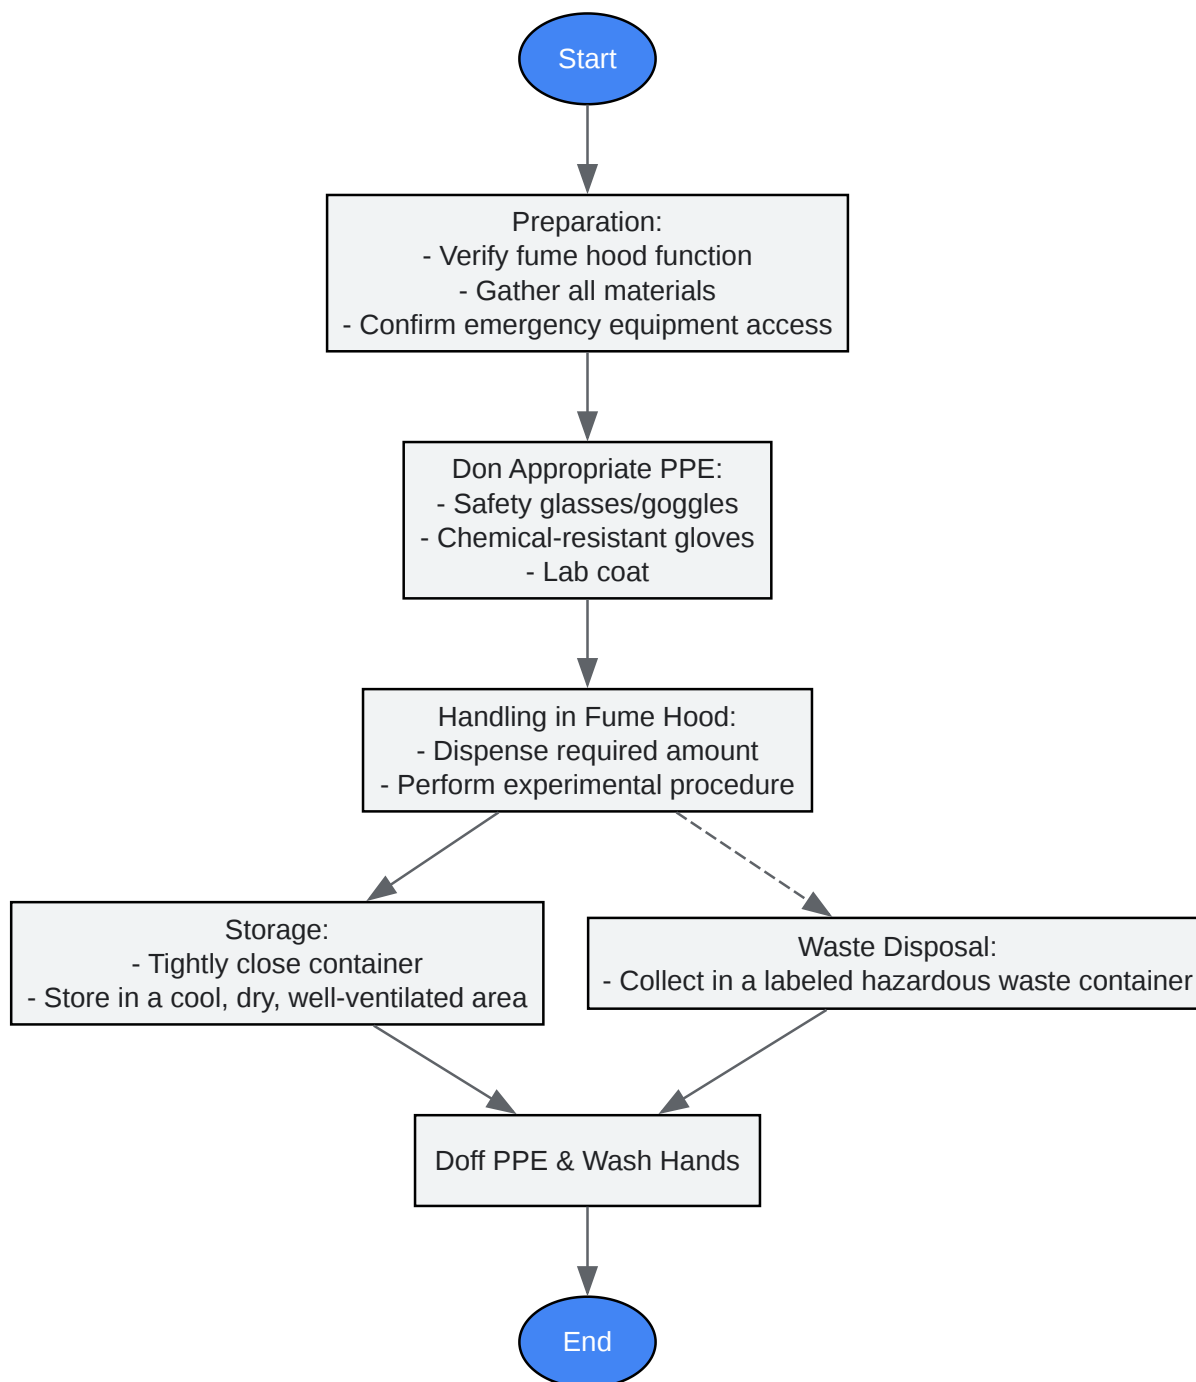 Start
Preparation:
- Verify fume hood function
- Gather all materials
- Confirm emergency equipment access
Don Appropriate PPE:
- Safety glasses/goggles
- Chemical-resistant gloves
- Lab coat
Handling in Fume Hood:
- Dispense required amount
- Perform experimental procedure
Storage:
- Tightly close container
- Store in a cool, dry, well-ventilated area
Waste Disposal:
- Collect in a labeled hazardous waste container
Doff PPE & Wash Hands
End